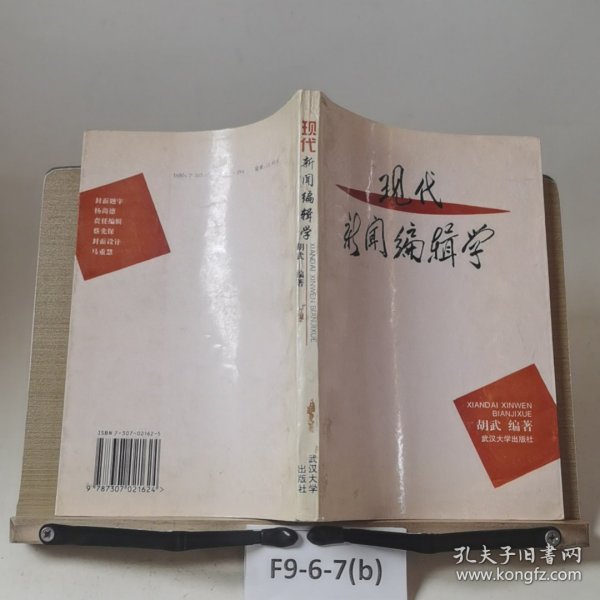 现代
新闻编辑学
XIANDAI XINWEN
BIANJIXUE
胡武 编著
武汉大学出版社
现代新闻编辑学
XIANDAI XINWEN BIANJIXUE
胡武 编著
武汉大学
出版社
封面题字
杨尚德
责任编辑
蔡先保
封面设计
马重慧
ISBN 7-307-02162-5
9 787307 021624 >
F9-6-7(b)
孔夫子旧书网
www.kongfz.com